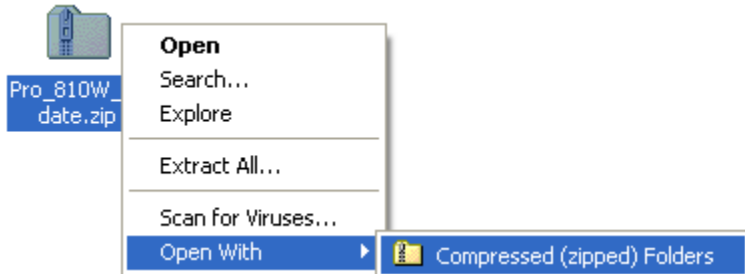 Pro_810W_
date.zip
Open
Search...
Explore
Extract All...
Scan for Viruses...
Open With
Compressed (zipped) Folders